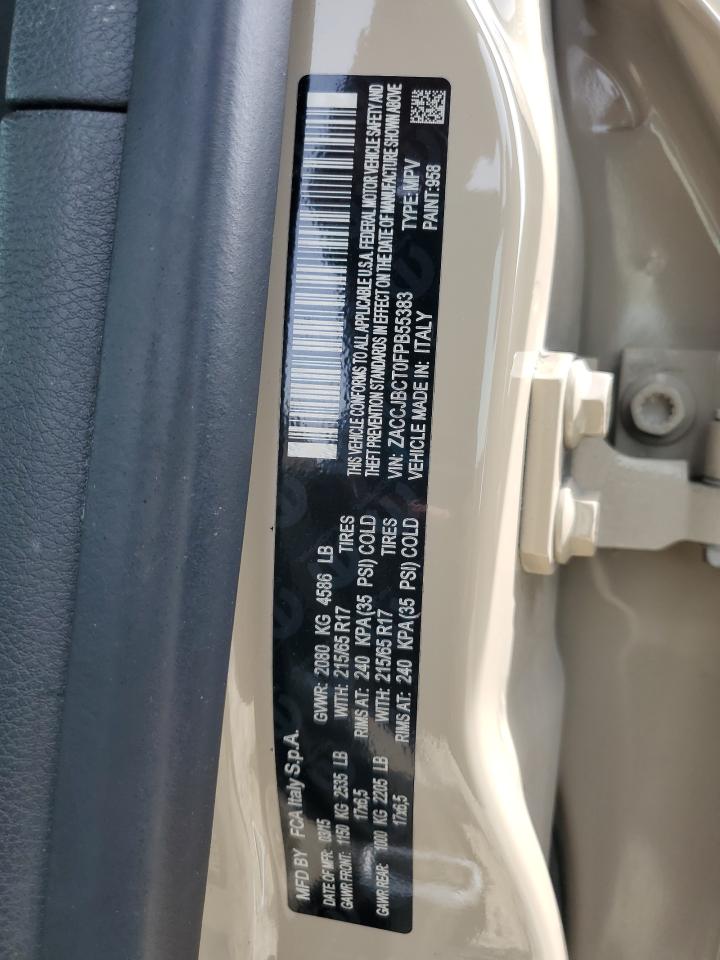 MFD BY FCA Italy S.p.A.
DATE OF MFR: 03/15 GVWR: 2080 KG 4586 LB
GAWR FRONT: 1150 KG 2535 LB WITH: 215/65 R17 TIRES
17x6,5 RIMS AT: 240 KPA(35 PSI) COLD
GAWR REAR: 1000 KG 2205 LB WITH: 215/65 R17 TIRES
17x6,5 RIMS AT: 240 KPA(35 PSI) COLD
THIS VEHICLE CONFORMS TO ALL APPLICABLE U.S.A. FEDERAL MOTOR VEHICLE SAFETY AND
THEFT PREVENTION STANDARDS IN EFFECT ON THE DATE OF MANUFACTURE SHOWN ABOVE
VIN: ZACCJBCT0FPB55383 TYPE: MPV
VEHICLE MADE IN: ITALY PAINT: 958